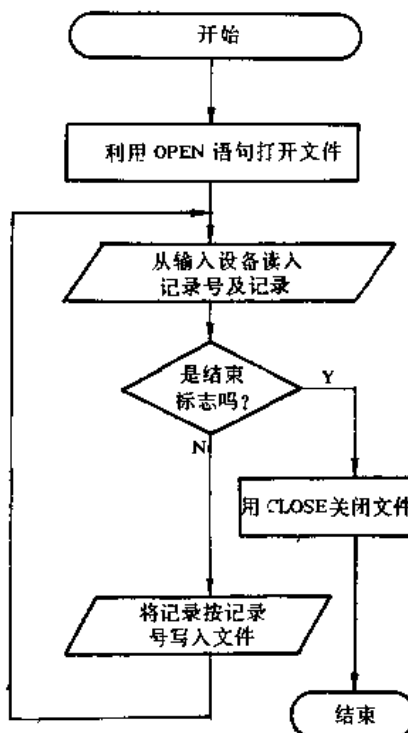 开始
利用 OPEN 语句打开文件
从输入设备读入
记录号及记录
是结束
标志吗?
Y
N
用 CLOSE关闭文件
将记录按记录
号写入文件
结束